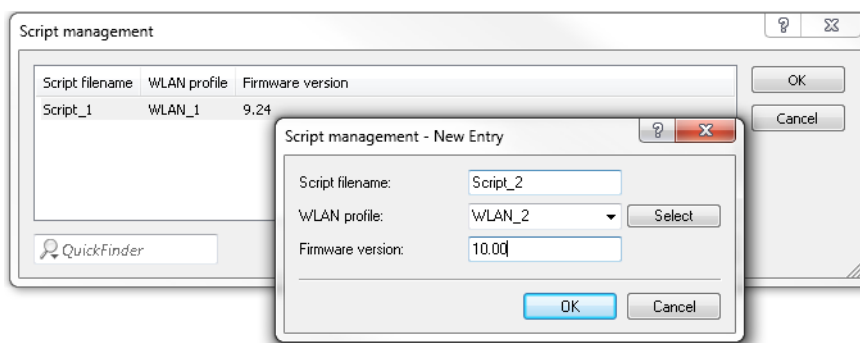 Script management
Script filename WLAN profile Firmware version
Script_1 WLAN_1 9.24
OK
Cancel
QuickFinder
Script management - New Entry
Script filename: Script_2
WLAN profile: WLAN_2 Select
Firmware version: 10.00
OK Cancel